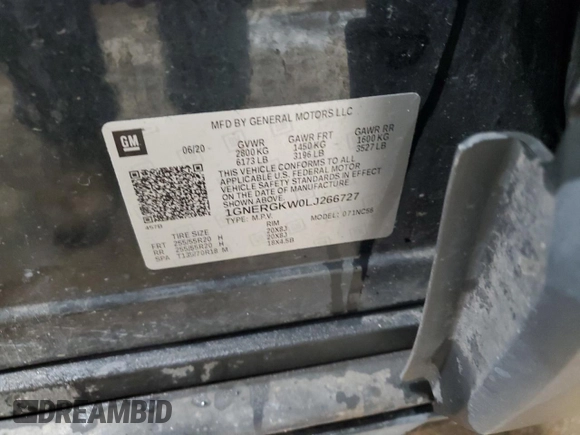 MFD BY GENERAL MOTORS LLC
GM
06/20 GVWR GAWR FRT GAWR RR
2800 KG 1450 KG 1600 KG
6173 LB 3196 LB 3527 LB
THIS VEHICLE CONFORMS TO ALL
APPLICABLE U.S. FEDERAL MOTOR
VEHICLE SAFETY STANDARDS IN EFFECT
ON THE DATE OF MANUFACTURE
SHOWN ABOVE.
1GNERGKW0LJ266727
TYPE: M.P.V. MODEL: 071NC56
457B
TIRE SIZE RIM
FRT 255/55R20 H 20X8J
RR 255/55R20 H 20X8J
SPA T135/70R18 M 18X4.5B
DREAMBID